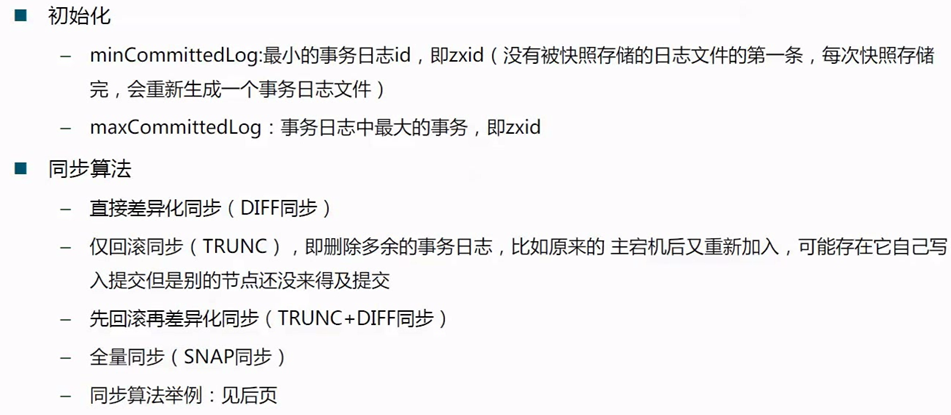 ■ 初始化
– minCommittedLog:最小的事务日志id，即zxid（没有被快照存储的日志文件的第一条，每次快照存储
完，会重新生成一个事务日志文件）
– maxCommittedLog：事务日志中最大的事务，即zxid
■ 同步算法
– 直接差异化同步（DIFF同步）
– 仅回滚同步（TRUNC），即删除多余的事务日志，比如原来的 主宕机后又重新加入，可能存在它自己写
入提交但是别的节点还没来得及提交
– 先回滚再差异化同步（TRUNC+DIFF同步）
– 全量同步（SNAP同步）
– 同步算法举例：见后页